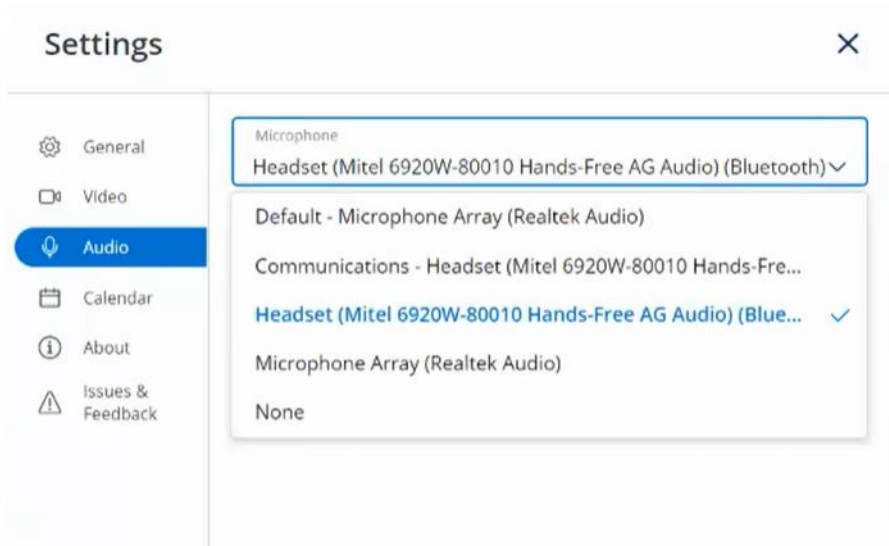 Settings
General
Video
Audio
Calendar
About
Issues &
Feedback
Microphone
Headset (Mitel 6920W-80010 Hands-Free AG Audio) (Bluetooth)
Default - Microphone Array (Realtek Audio)
Communications - Headset (Mitel 6920W-80010 Hands-Fre...
Headset (Mitel 6920W-80010 Hands-Free AG Audio) (Blue...
Microphone Array (Realtek Audio)
None